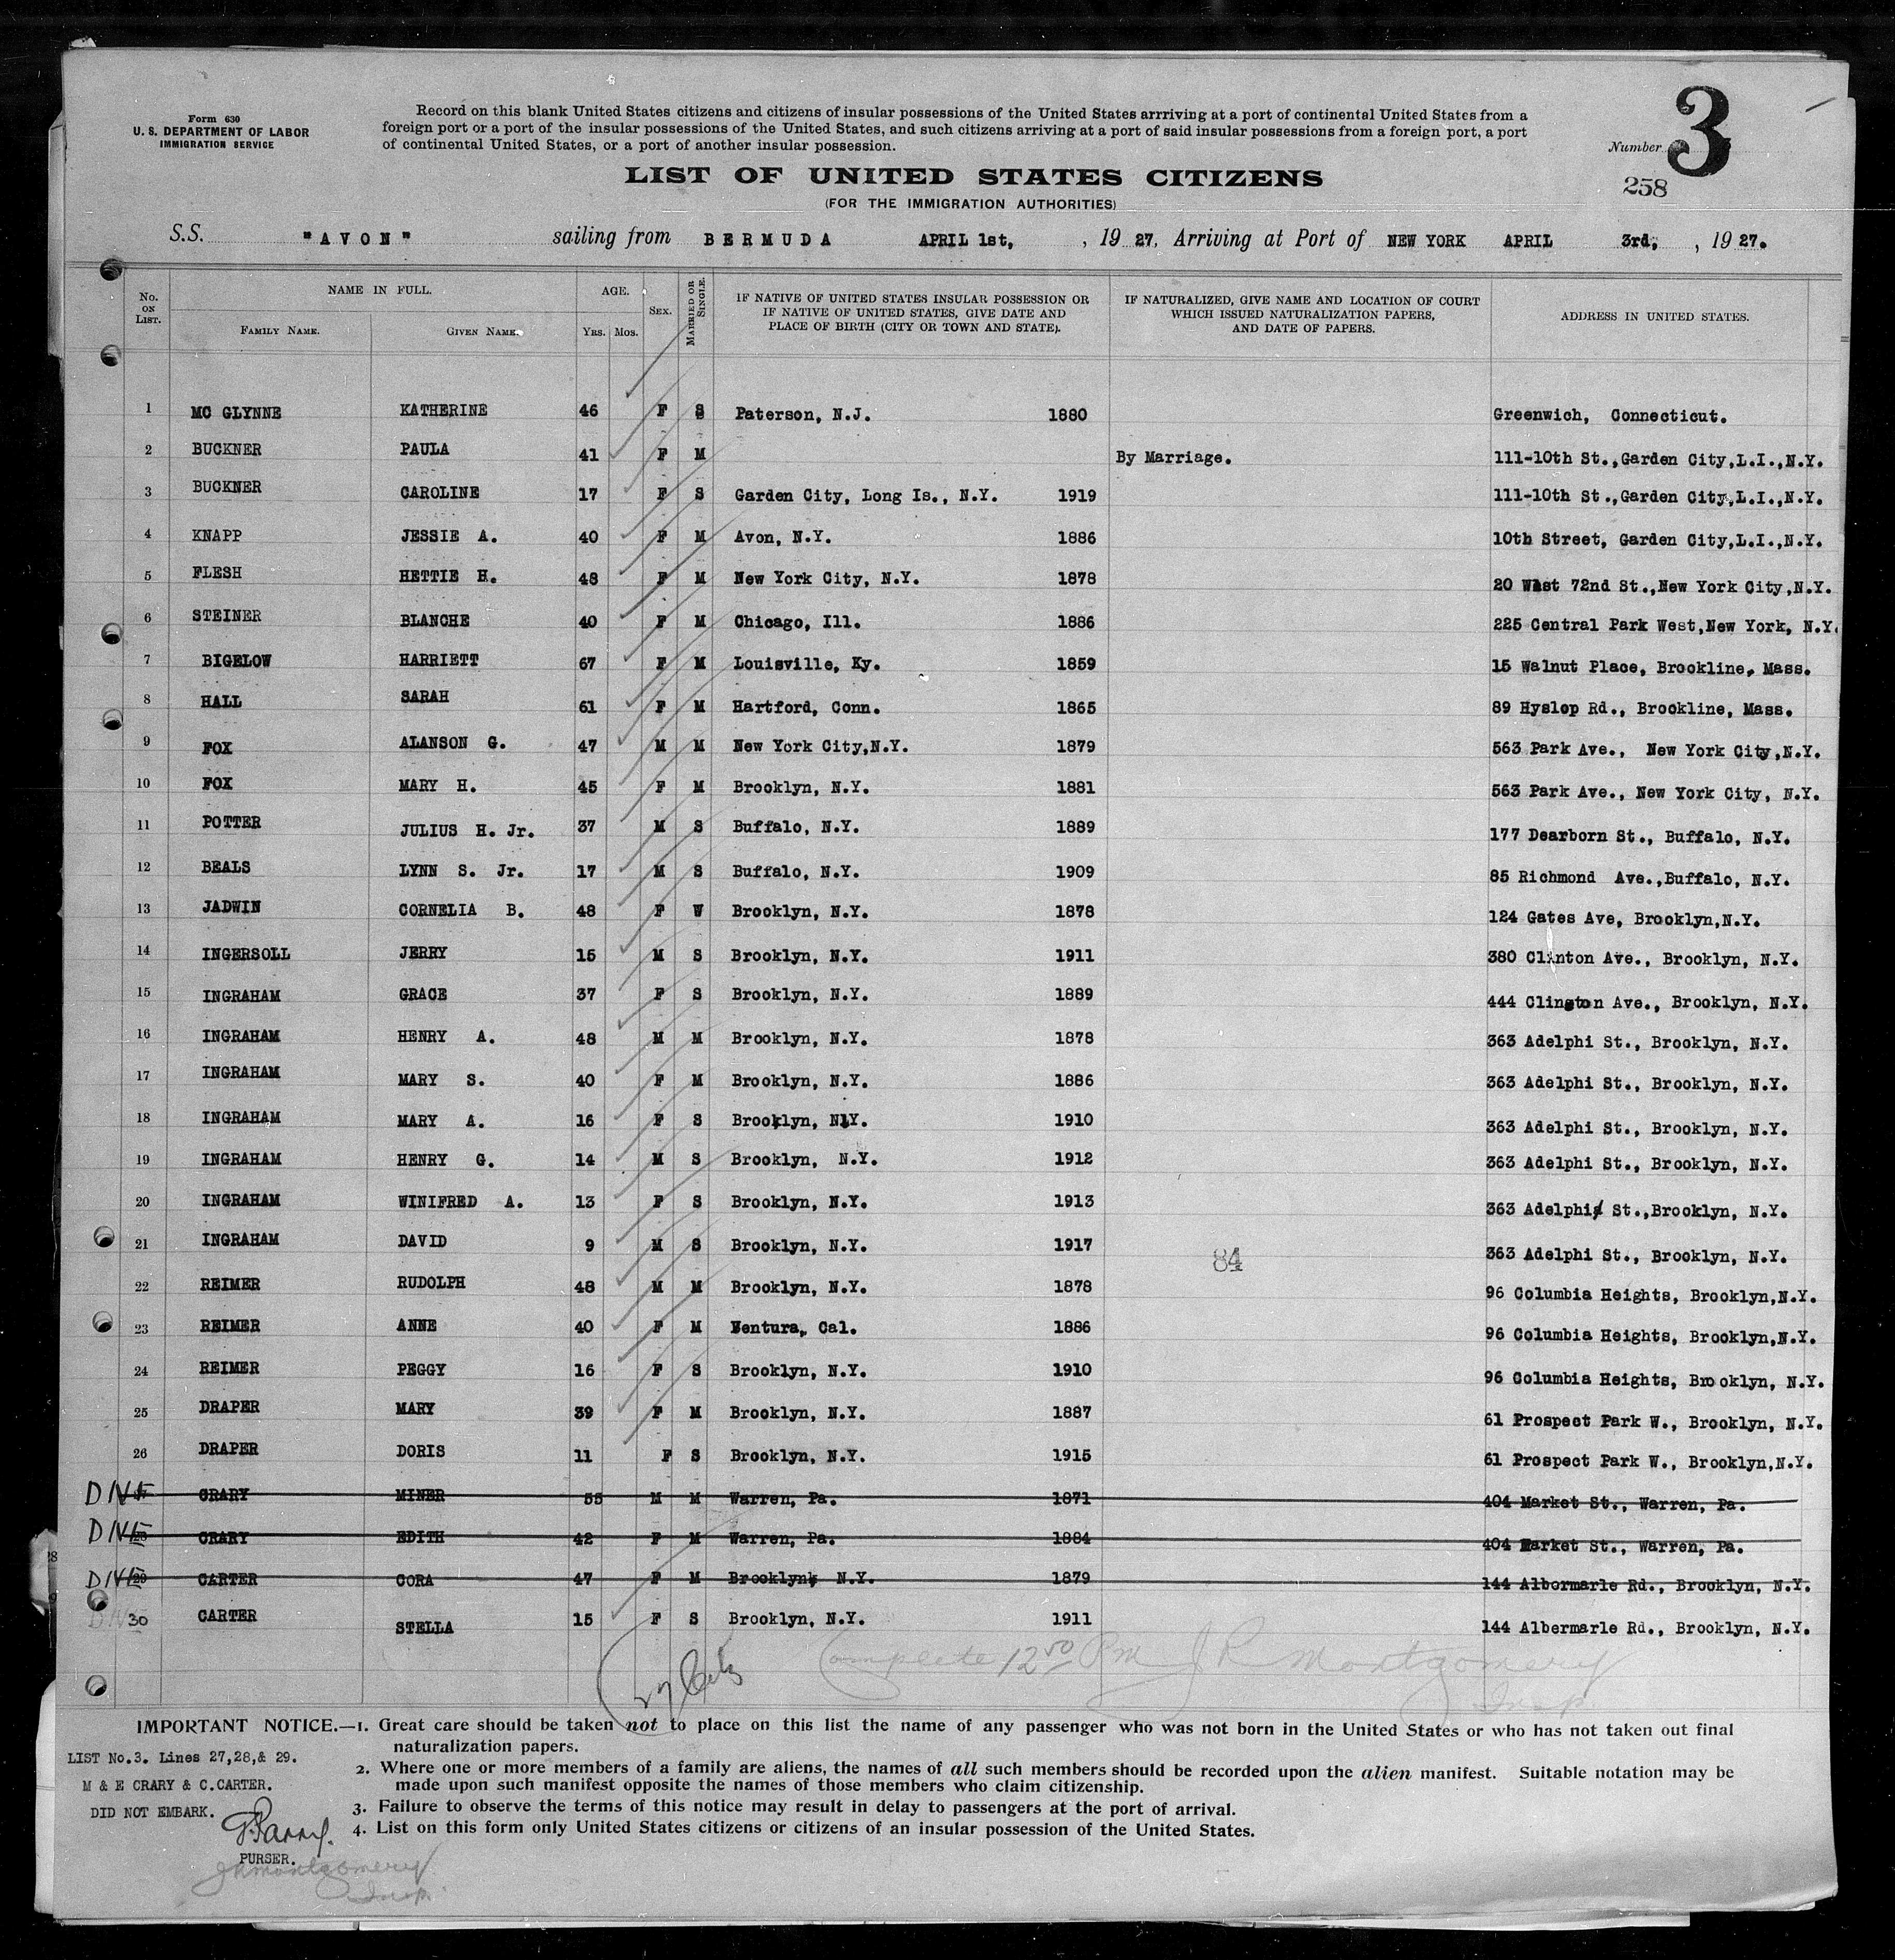 Form 630
U. S. DEPARTMENT OF LABOR
IMMIGRATION SERVICE
Record on this blank United States citizens and citizens of insular possessions of the United States arrriving at a port of continental United States from a
foreign port or a port of the insular possessions of the United States, and such citizens arriving at a port of said insular possessions from a foreign port, a port
of continental United States, or a port of another insular possession.
Number 3
258
LIST OF UNITED STATES CITIZENS
(FOR THE IMMIGRATION AUTHORITIES)
S.S. "AVON" sailing from BERMUDA APRIL 1st, , 19 27, Arriving at Port of NEW YORK APRIL 3rd, , 19 27.
No. ON LIST. NAME IN FULL. FAMILY NAME. GIVEN NAME. AGE. YRS. MOS. SEX. MARRIED OR SINGLE. IF NATIVE OF UNITED STATES INSULAR POSSESSION OR IF NATIVE OF UNITED STATES, GIVE DATE AND PLACE OF BIRTH (CITY OR TOWN AND STATE). IF NATURALIZED, GIVE NAME AND LOCATION OF COURT WHICH ISSUED NATURALIZATION PAPERS, AND DATE OF PAPERS. ADDRESS IN UNITED STATES.
1 MC GLYNNE KATHERINE 46 F S Paterson, N.J. 1880 Greenwich, Connecticut.
2 BUCKNER PAULA 41 F M By Marriage. 111-10th St.,Garden City,L.I.,N.Y.
3 BUCKNER CAROLINE 17 F S Garden City, Long Is., N.Y. 1919 111-10th St.,Garden City,L.I.,N.Y.
4 KNAPP JESSIE A. 40 F M Avon, N.Y. 1886 10th Street, Garden City,L.I.,N.Y.
5 FLESH HETTIE H. 48 F M New York City, N.Y. 1878 20 West 72nd St.,New York City,N.Y.
6 STEINER BLANCHE 40 F M Chicago, Ill. 1886 225 Central Park West,New York, N.Y.
7 BIGELOW HARRIETT 67 F M Louisville, Ky. 1859 15 Walnut Place, Brookline, Mass.
8 HALL SARAH 61 F M Hartford, Conn. 1865 89 Hyslop Rd., Brookline, Mass.
9 FOX ALANSON G. 47 M M New York City,N.Y. 1879 563 Park Ave., New York City,N.Y.
10 FOX MARY H. 45 F M Brooklyn, N.Y. 1881 563 Park Ave., New York City, N.Y.
11 POTTER JULIUS H. Jr. 37 M S Buffalo, N.Y. 1889 177 Dearborn St., Buffalo, N.Y.
12 BEALS LYNN S. Jr. 17 M S Buffalo, N.Y. 1909 85 Richmond Ave.,Buffalo, N.Y.
13 JADWIN CORNELIA B. 48 F W Brooklyn, N.Y. 1878 124 Gates Ave, Brooklyn,N.Y.
14 INGERSOLL JERRY 15 M S Brooklyn, N.Y. 1911 380 Clinton Ave., Brooklyn, N.Y.
15 INGRAHAM GRACE 37 F S Brooklyn, N.Y. 1889 444 Clington Ave., Brooklyn, N.Y.
16 INGRAHAM HENRY A. 48 M M Brooklyn, N.Y. 1878 363 Adelphi St., Brooklyn, N.Y.
17 INGRAHAM MARY S. 40 F M Brooklyn, N.Y. 1886 363 Adelphi St., Brooklyn, N.Y.
18 INGRAHAM MARY A. 16 F S Brooklyn, N.Y. 1910 363 Adelphi St., Brooklyn, N.Y.
19 INGRAHAM HENRY G. 14 M S Brooklyn, N.Y. 1912 363 Adelphi St., Brooklyn, N.Y.
20 INGRAHAM WINIFRED A. 13 F S Brooklyn, N.Y. 1913 363 Adelphi St.,Brooklyn, N.Y.
21 INGRAHAM DAVID 9 M S Brooklyn, N.Y. 1917 363 Adelphi St., Brooklyn, N.Y.
84
22 REIMER RUDOLPH 48 M M Brooklyn, N.Y. 1878 96 Columbia Heights, Brooklyn,N.Y.
23 REIMER ANNE 40 F M Ventura, Cal. 1886 96 Columbia Heights, Brooklyn,N.Y.
24 REIMER PEGGY 16 F S Brooklyn, N.Y. 1910 96 Columbia Heights, Brooklyn, N.Y.
25 DRAPER MARY 39 F M Brooklyn, N.Y. 1887 61 Prospect Park W., Brooklyn, N.Y.
26 DRAPER DORIS 11 F S Brooklyn, N.Y. 1915 61 Prospect Park W., Brooklyn,N.Y.
27 CRARY MINER 55 M M Warren, Pa. 1871 404 Market St., Warren, Pa.
28 CRARY EDITH 42 F M Warren, Pa. 1884 404 Market St., Warren, Pa.
29 CARTER CORA 47 F M Brooklyn, N.Y. 1879 144 Albormarle Rd., Brooklyn, N.Y.
30 CARTER STELLA 15 F S Brooklyn, N.Y. 1911 144 Albermarle Rd., Brooklyn, N.Y.
Complete 12 50 PM J R Montgomery
Insp.
IMPORTANT NOTICE.—1. Great care should be taken not to place on this list the name of any passenger who was not born in the United States or who has not taken out final
naturalization papers.
2. Where one or more members of a family are aliens, the names of all such members should be recorded upon the alien manifest. Suitable notation may be
made upon such manifest opposite the names of those members who claim citizenship.
3. Failure to observe the terms of this notice may result in delay to passengers at the port of arrival.
4. List on this form only United States citizens or citizens of an insular possession of the United States.
LIST No.3. Lines 27,28,& 29.
M & E CRARY & C.CARTER.
DID NOT EMBARK.
PURSER.
JRMontgomery
Insp.